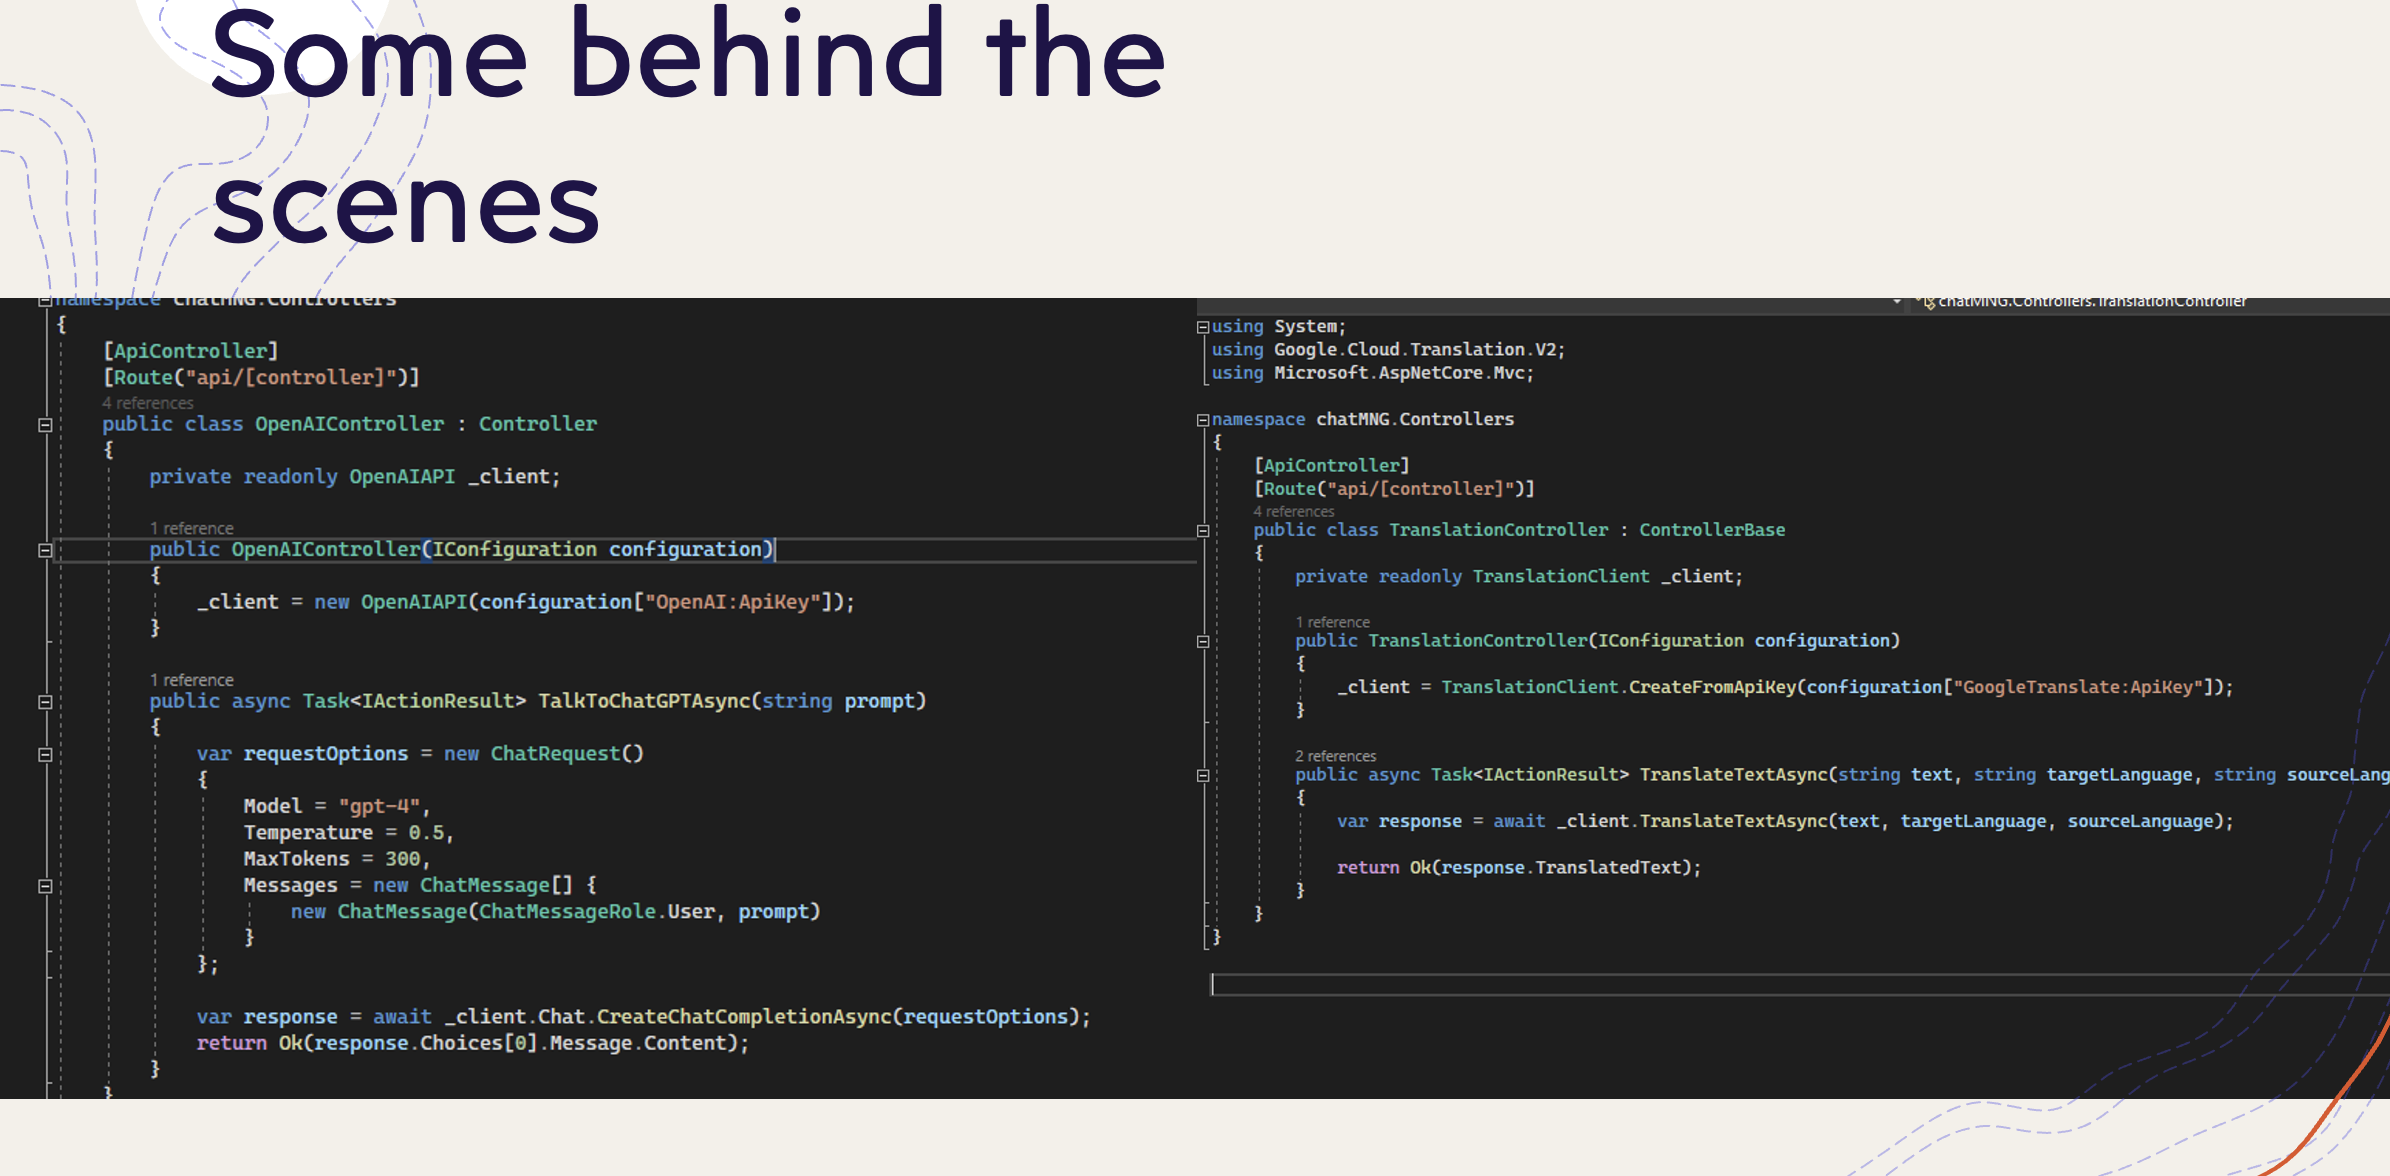 Some behind the
scenes
namespace chatMNG.Controllers
{
[ApiController]
[Route("api/[controller]")]
4 references
public class OpenAIController : Controller
{
private readonly OpenAIAPI _client;
1 reference
public OpenAIController(IConfiguration configuration)
{
_client = new OpenAIAPI(configuration["OpenAI:ApiKey"]);
}
1 reference
public async Task<IActionResult> TalkToChatGPTAsync(string prompt)
{
var requestOptions = new ChatRequest()
{
Model = "gpt-4",
Temperature = 0.5,
MaxTokens = 300,
Messages = new ChatMessage[] {
new ChatMessage(ChatMessageRole.User, prompt)
}
};
var response = await _client.Chat.CreateChatCompletionAsync(requestOptions);
return Ok(response.Choices[0].Message.Content);
}
}
chatMNG.Controllers.TranslationController
using System;
using Google.Cloud.Translation.V2;
using Microsoft.AspNetCore.Mvc;
namespace chatMNG.Controllers
{
[ApiController]
[Route("api/[controller]")]
4 references
public class TranslationController : ControllerBase
{
private readonly TranslationClient _client;
1 reference
public TranslationController(IConfiguration configuration)
{
_client = TranslationClient.CreateFromApiKey(configuration["GoogleTranslate:ApiKey"]);
}
2 references
public async Task<IActionResult> TranslateTextAsync(string text, string targetLanguage, string sourceLang
{
var response = await _client.TranslateTextAsync(text, targetLanguage, sourceLanguage);
return Ok(response.TranslatedText);
}
}
}